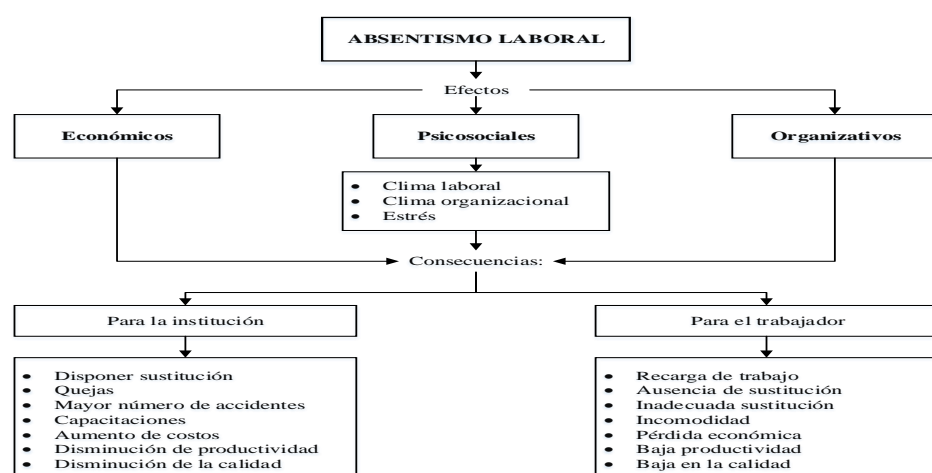 ABSENTISMO LABORAL
Efectos
Económicos
Psicosociales
Organizativos
• Clima laboral
• Clima organizacional
• Estrés
Consecuencias:
Para la institución
Para el trabajador
• Disponer sustitución
• Quejas
• Mayor número de accidentes
• Capacitaciones
• Aumento de costos
• Disminución de productividad
• Disminución de la calidad
• Recarga de trabajo
• Ausencia de sustitución
• Inadecuada sustitución
• Incomodidad
• Pérdida económica
• Baja productividad
• Baja en la calidad